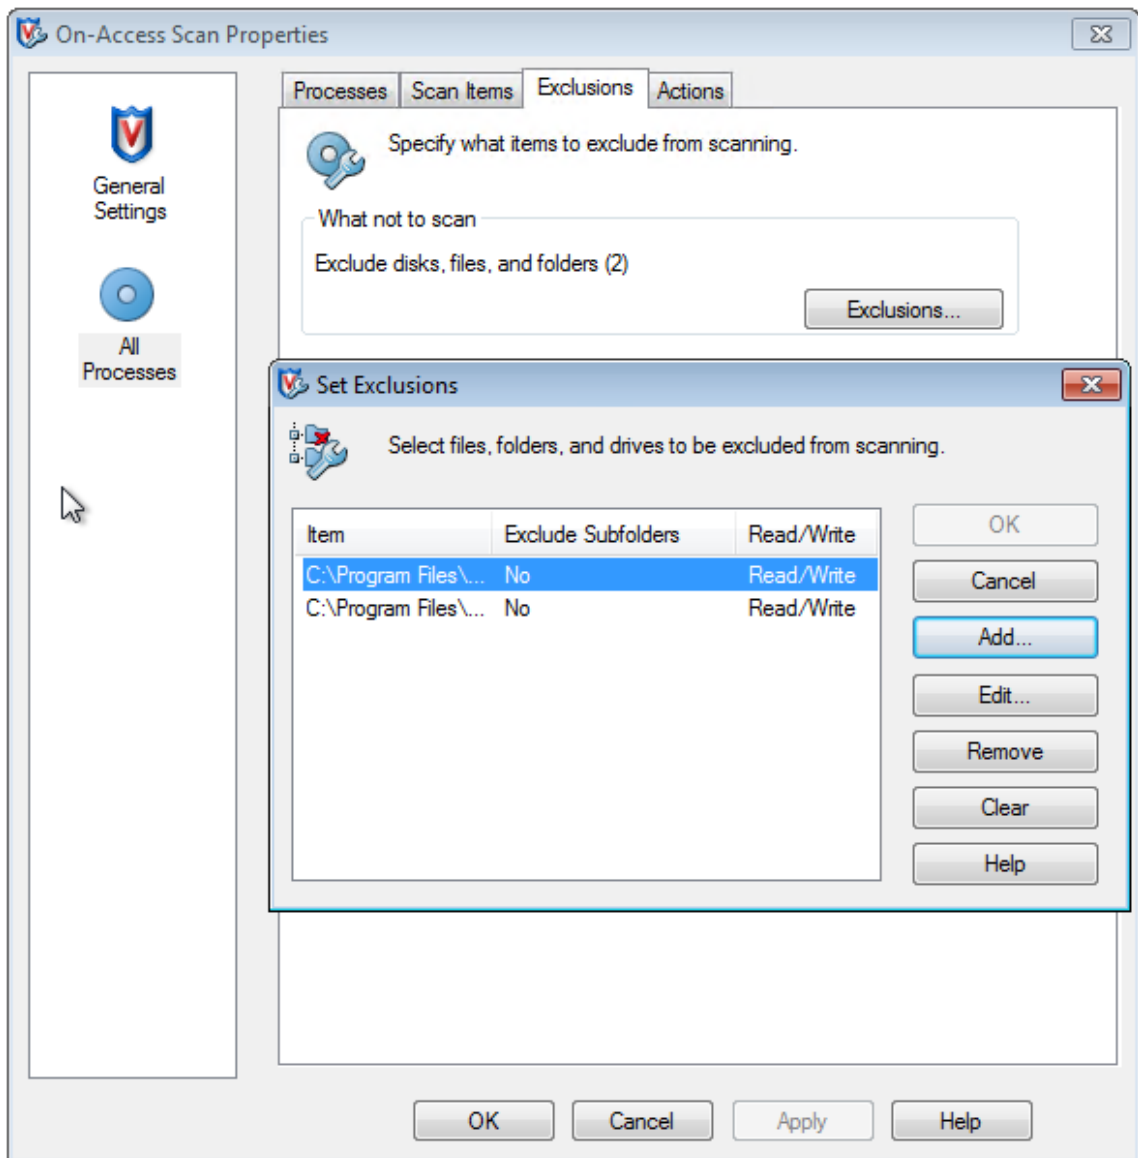 On-Access Scan Properties
General
Settings
All
Processes
Processes Scan Items Exclusions Actions
Specify what items to exclude from scanning.
What not to scan
Exclude disks, files, and folders (2)
Exclusions...
Set Exclusions
Select files, folders, and drives to be excluded from scanning.
Item Exclude Subfolders Read/Write
C:\Program Files\... No Read/Write
C:\Program Files\... No Read/Write
OK
Cancel
Add...
Edit...
Remove
Clear
Help
OK Cancel Apply Help